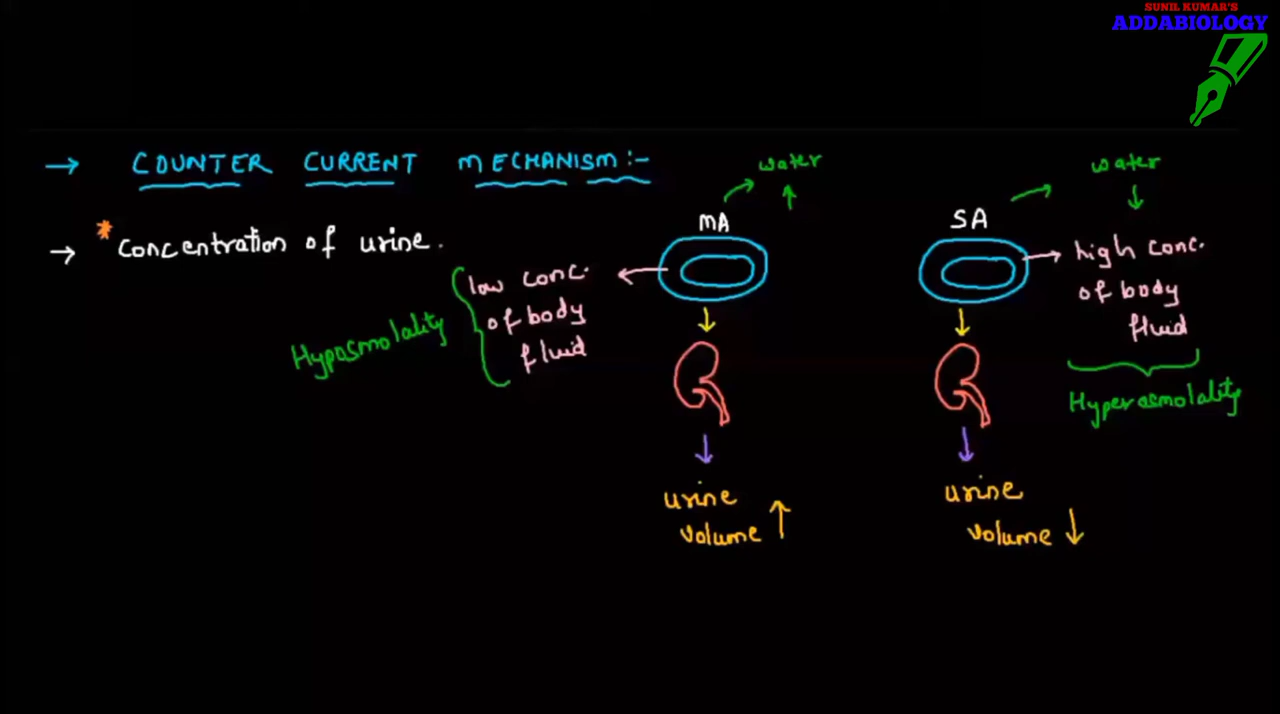 SUNIL KUMAR'S
ADDABIOLOGY
→ COUNTER CURRENT MECHANISM:-
→ *Concentration of urine.
water ↑
MA
low conc.
of body
fluid
Hyposmolality
urine
volume ↑
water ↓
SA
high conc.
of body
fluid
Hyperosmolality
urine
volume ↓